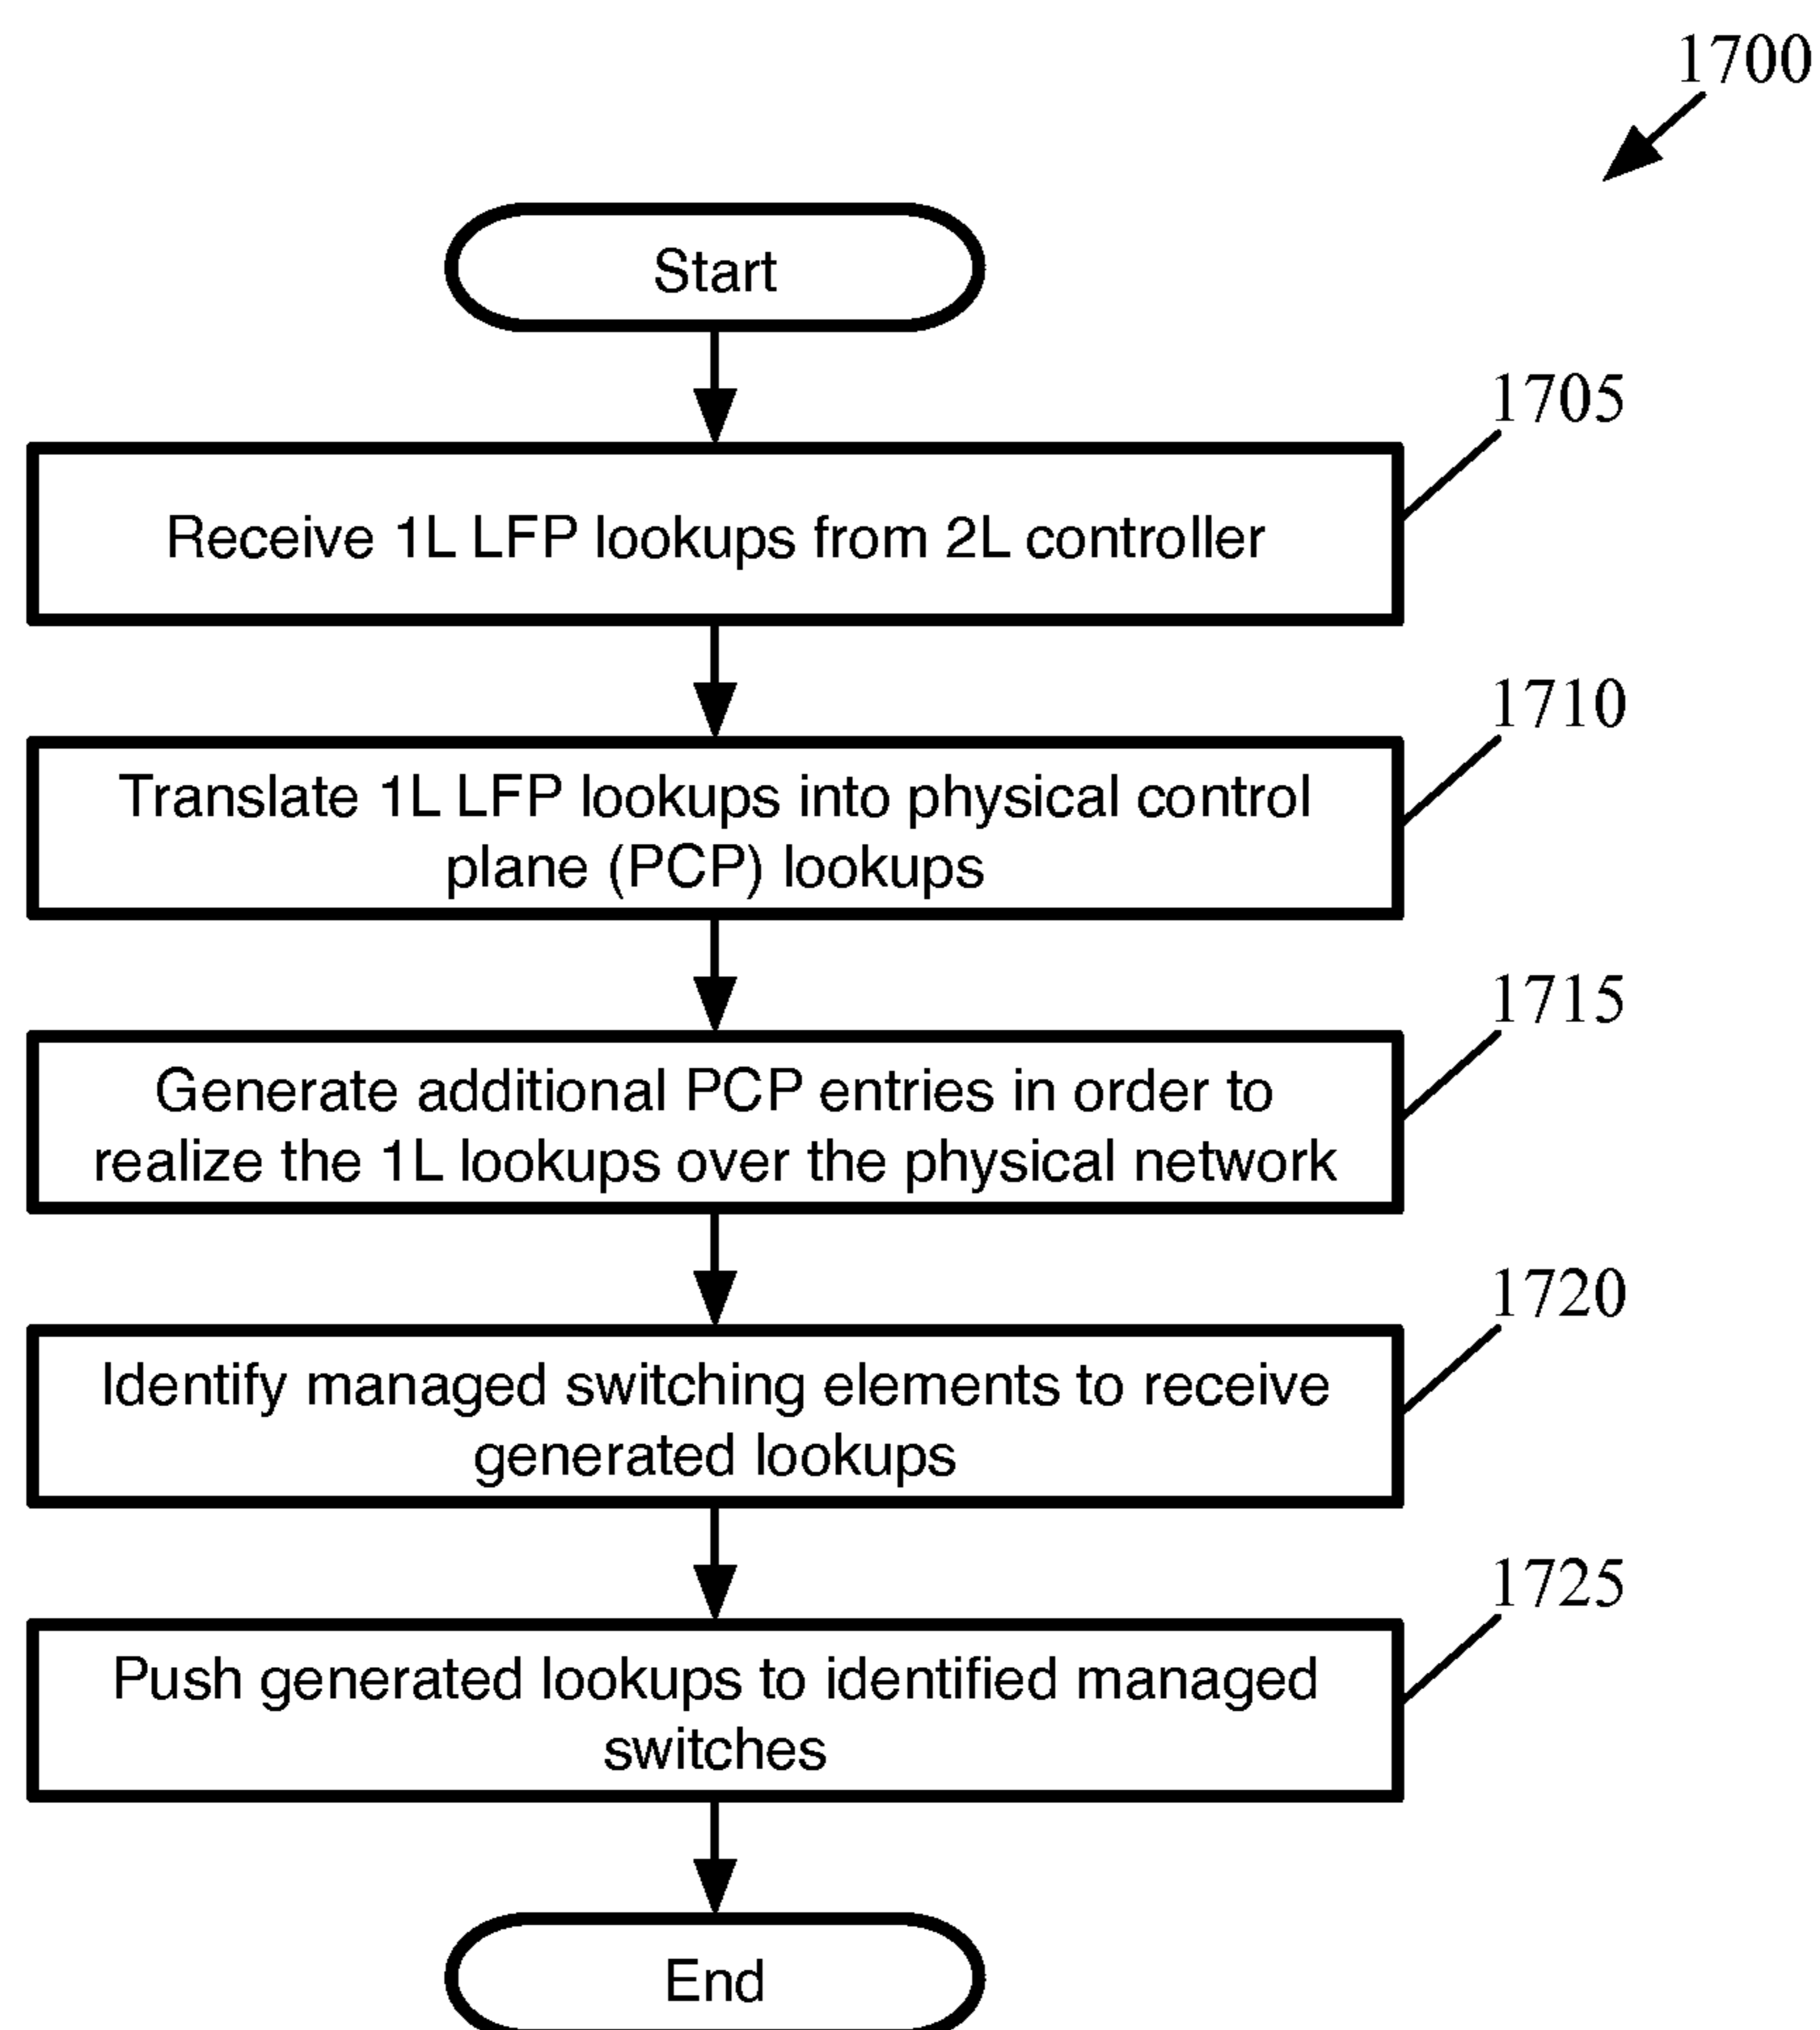 1700
Start
1705
Receive 1L LFP lookups from 2L controller
1710
Translate 1L LFP lookups into physical control
plane (PCP) lookups
1715
Generate additional PCP entries in order to
realize the 1L lookups over the physical network
1720
Identify managed switching elements to receive
generated lookups
1725
Push generated lookups to identified managed
switches
End